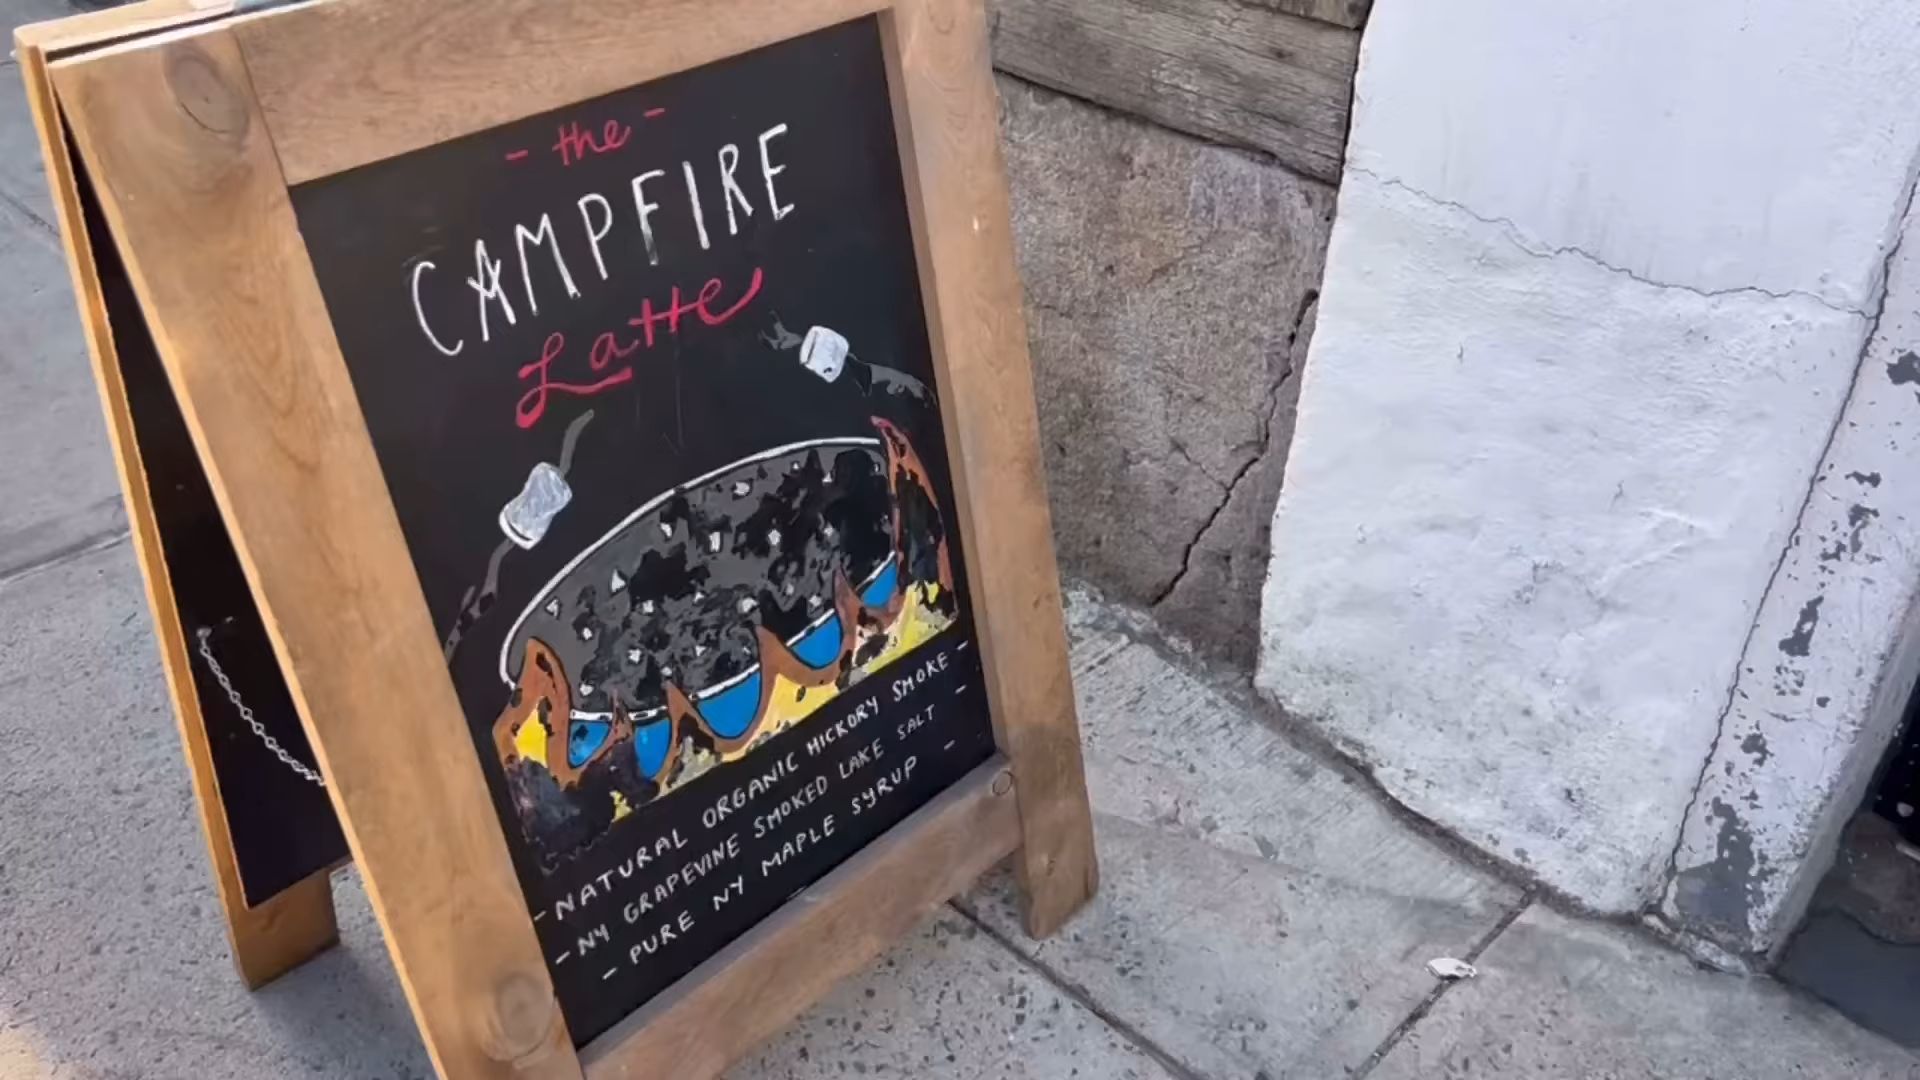 - the -
CAMPFIRE
Latte
- NATURAL ORGANIC HICKORY SMOKE -
- NY GRAPEVINE SMOKED LAKE SALT -
- PURE NY MAPLE SYRUP -